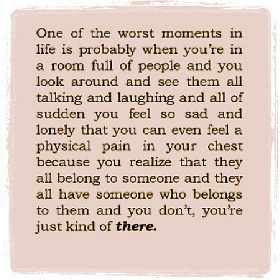 One of the worst moments in
life is probably when you're in
a room full of people and you
look around and see them all
talking and laughing and all of
sudden you feel so sad and
lonely that you can even feel a
physical pain in your chest
because you realize that they
all belong to someone and they
all have someone who belongs
to them and you don't, you're
just kind of there.